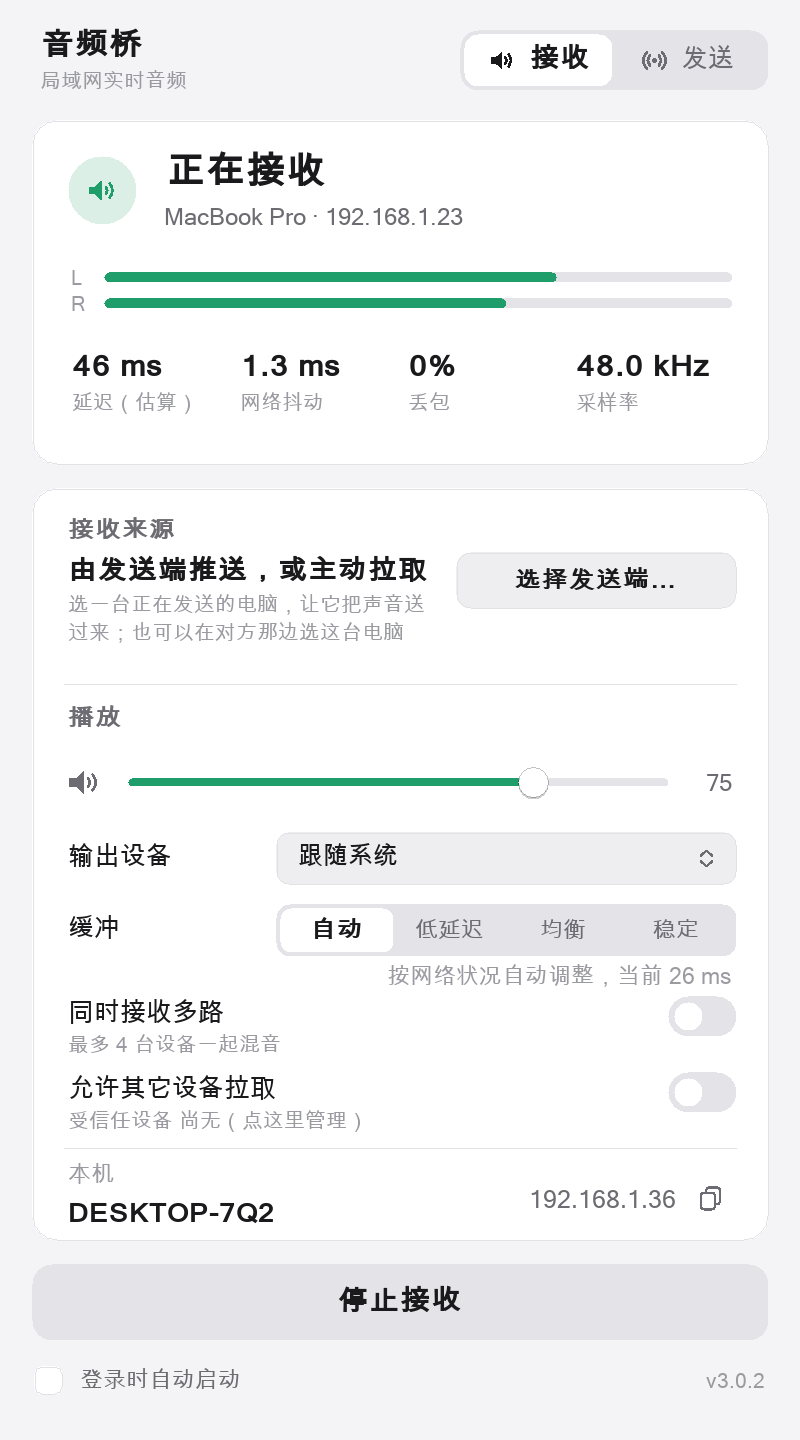 音频桥
局域网实时音频
接收
发送
正在接收
MacBook Pro · 192.168.1.23
L
R
46 ms
1.3 ms
0%
48.0 kHz
延迟（估算）
网络抖动
丢包
采样率
接收来源
由发送端推送，或主动拉取
选一台正在发送的电脑，让它把声音送
过来；也可以在对方那边选这台电脑
选择发送端…
播放
75
输出设备
跟随系统
缓冲
自动
低延迟
均衡
稳定
按网络状况自动调整，当前 26 ms
同时接收多路
最多 4 台设备一起混音
允许其它设备拉取
受信任设备 尚无（点这里管理）
本机
DESKTOP-7Q2
192.168.1.36
停止接收
登录时自动启动
v3.0.2